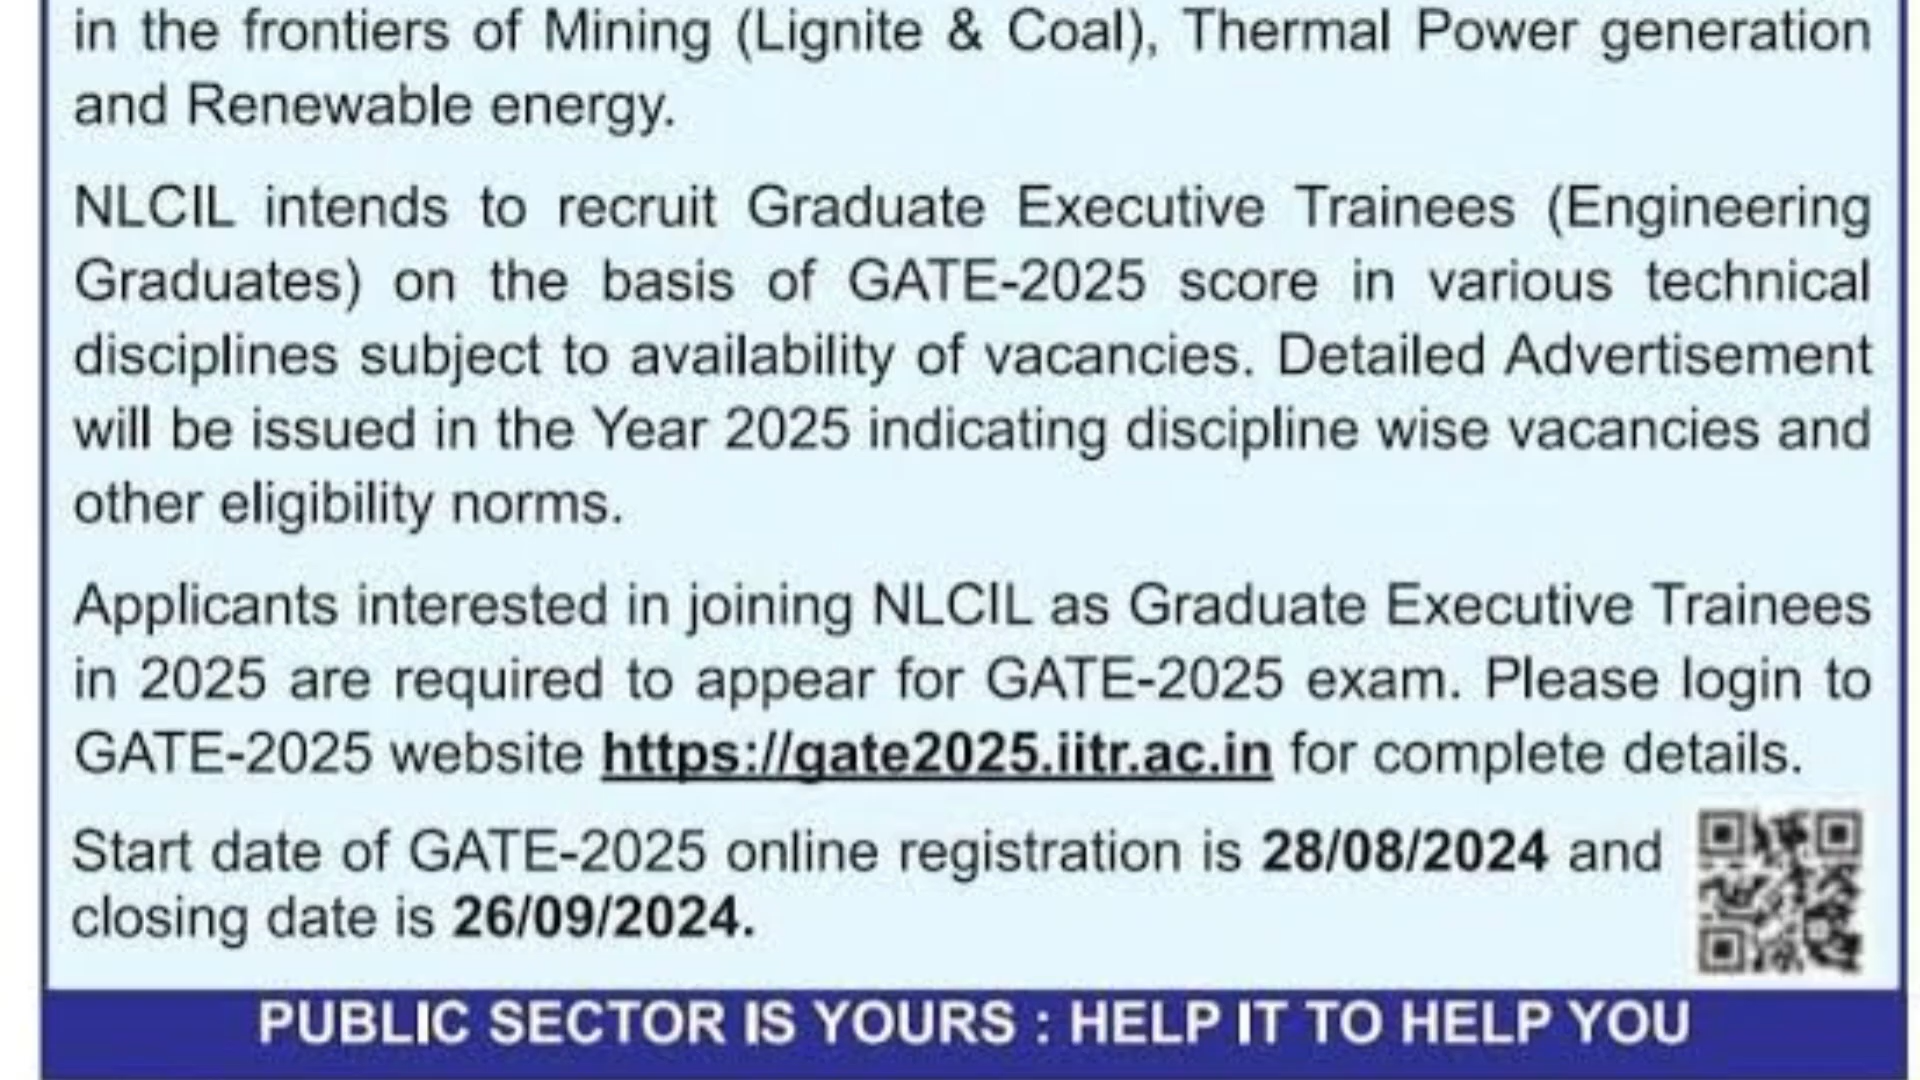 in the frontiers of Mining (Lignite & Coal), Thermal Power generation
and Renewable energy.
NLCIL intends to recruit Graduate Executive Trainees (Engineering
Graduates) on the basis of GATE-2025 score in various technical
disciplines subject to availability of vacancies. Detailed Advertisement
will be issued in the Year 2025 indicating discipline wise vacancies and
other eligibility norms.
Applicants interested in joining NLCIL as Graduate Executive Trainees
in 2025 are required to appear for GATE-2025 exam. Please login to
GATE-2025 website https://gate2025.iitr.ac.in for complete details.
Start date of GATE-2025 online registration is 28/08/2024 and
closing date is 26/09/2024.
PUBLIC SECTOR IS YOURS : HELP IT TO HELP YOU